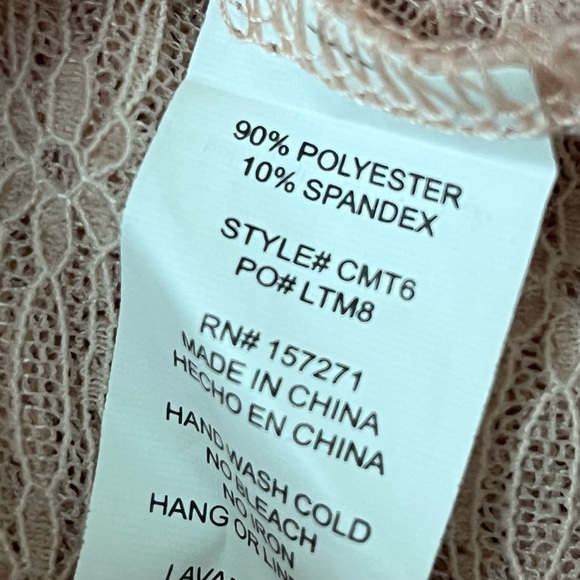 90% POLYESTER
10% SPANDEX
STYLE# CMT6
PO# LTM8
RN# 157271
MADE IN CHINA
HECHO EN CHINA
HAND WASH COLD
NO BLEACH
NO IRON
HANG OR LINE